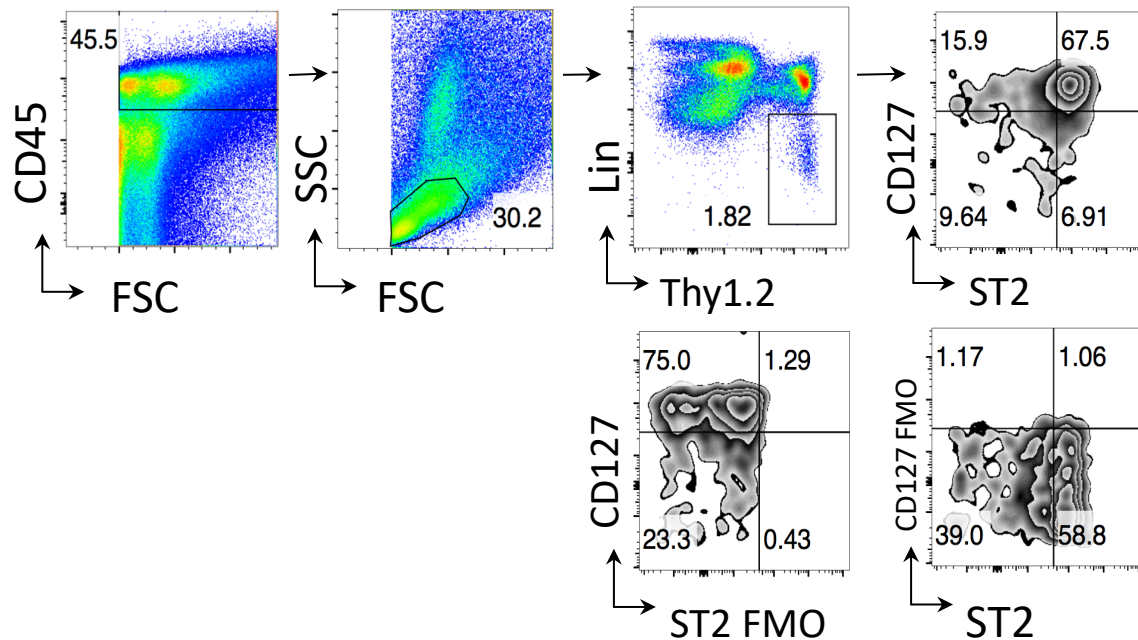 45.5
CD45
FSC
SSC
30.2
FSC
Lin
1.82
Thy1.2
15.9
67.5
CD127
9.64
6.91
ST2
75.0
1.29
CD127
23.3
0.43
ST2 FMO
1.17
1.06
CD127 FMO
39.0
58.8
ST2